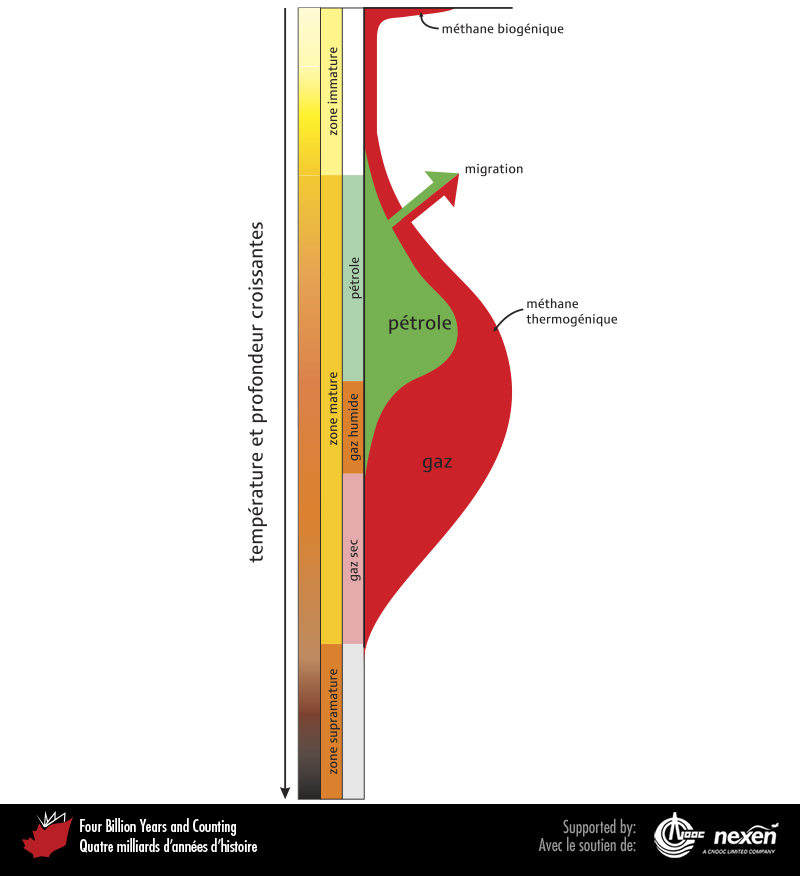 méthane biogénique
zone immature
migration
température et profondeur croissantes
pétrole
méthane
thermogénique
pétrole
zone mature
gaz humide
gaz
gaz sec
zone supramature
Four Billion Years and Counting
Quatre milliards d'années d'histoire
Supported by:
Avec le soutien de:
CNOOC
nexen
A CNOOC LIMITED COMPANY